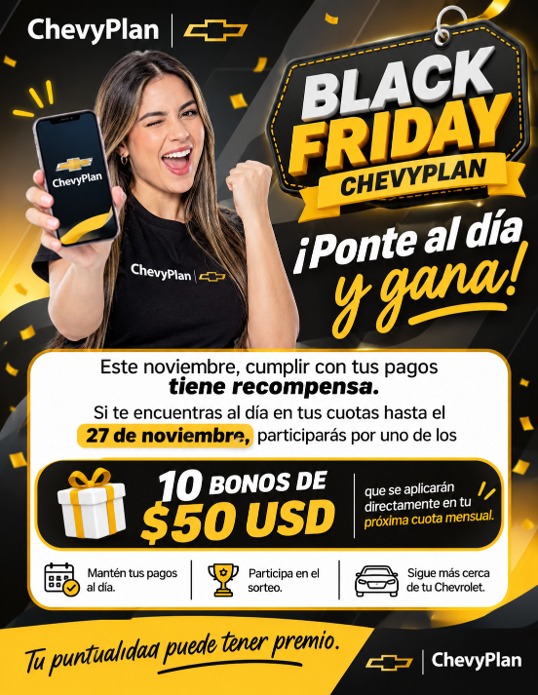 ChevyPlan
BLACK
FRIDAY
CHEVYPLAN
ChevyPlan
ChevyPlan
¡Ponte al día
y gana!
Este noviembre, cumplir con tus pagos
tiene recompensa.
Si te encuentras al día en tus cuotas hasta el
27 de noviembre, participarás por uno de los
10 BONOS DE
$50 USD
que se aplicarán
directamente en tu
próxima cuota mensual.
Mantén tus pagos
al día.
Participa en el
sorteo.
Sigue más cerca
de tu Chevrolet.
Tu puntualidad puede tener premio.
ChevyPlan